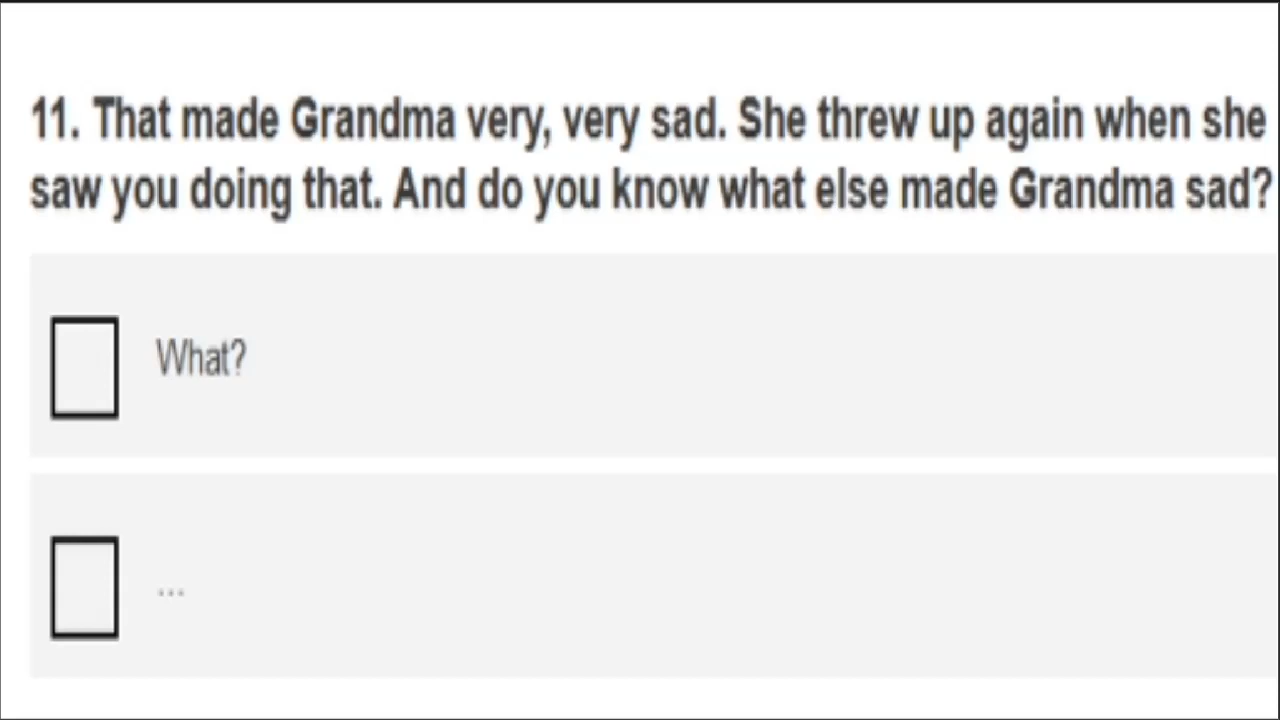 11. That made Grandma very, very sad. She threw up again when she
saw you doing that. And do you know what else made Grandma sad?
What?
...